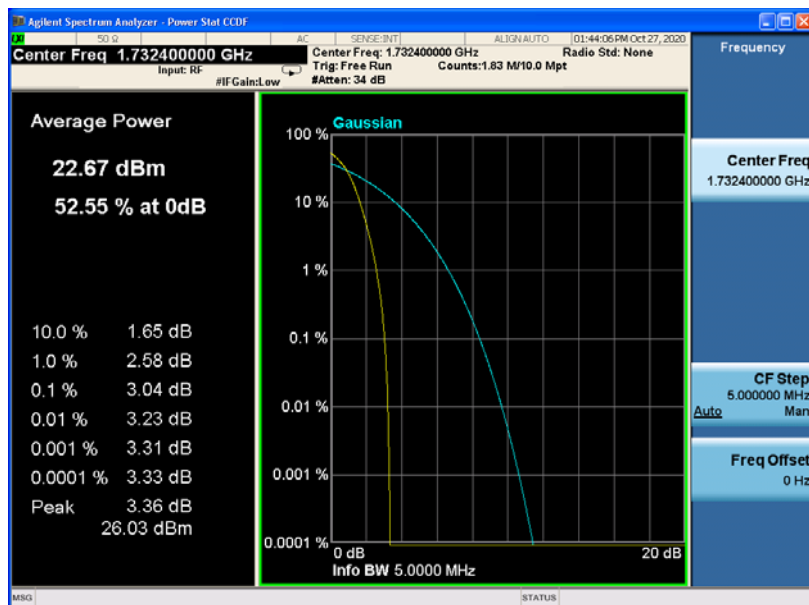 Agilent Spectrum Analyzer - Power Stat CCDF
50 Ω AC SENSE:INT ALIGN AUTO 01:44:06 PM Oct 27, 2020
Center Freq 1.732400000 GHz
Input: RF
#IFGain:Low
Center Freq: 1.732400000 GHz Radio Std: None
Trig: Free Run Counts:1.83 M/10.0 Mpt
#Atten: 34 dB
Average Power
22.67 dBm
52.55 % at 0dB
10.0 % 1.65 dB
1.0 % 2.58 dB
0.1 % 3.04 dB
0.01 % 3.23 dB
0.001 % 3.31 dB
0.0001 % 3.33 dB
Peak 3.36 dB
26.03 dBm
Gaussian
100 %
10 %
1 %
0.1 %
0.01 %
0.001 %
0.0001 %
0 dB 20 dB
Info BW 5.0000 MHz
Frequency
Center Freq
1.732400000 GHz
CF Step
5.000000 MHz
Auto Man
Freq Offset
0 Hz
MSG STATUS